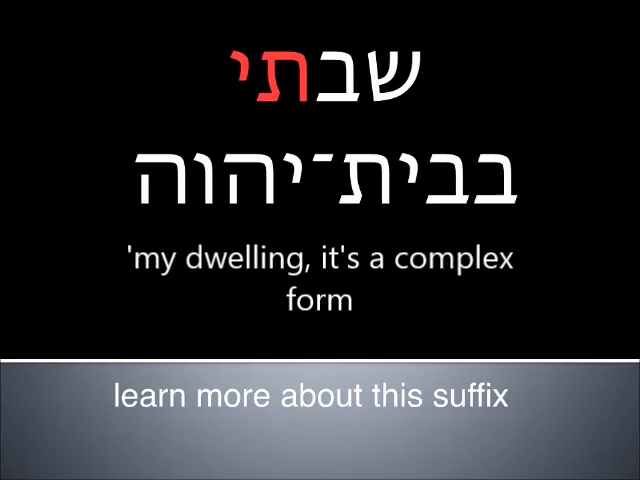 שבתי
בבית־יהוה
'my dwelling, it's a complex
form
learn more about this suffix